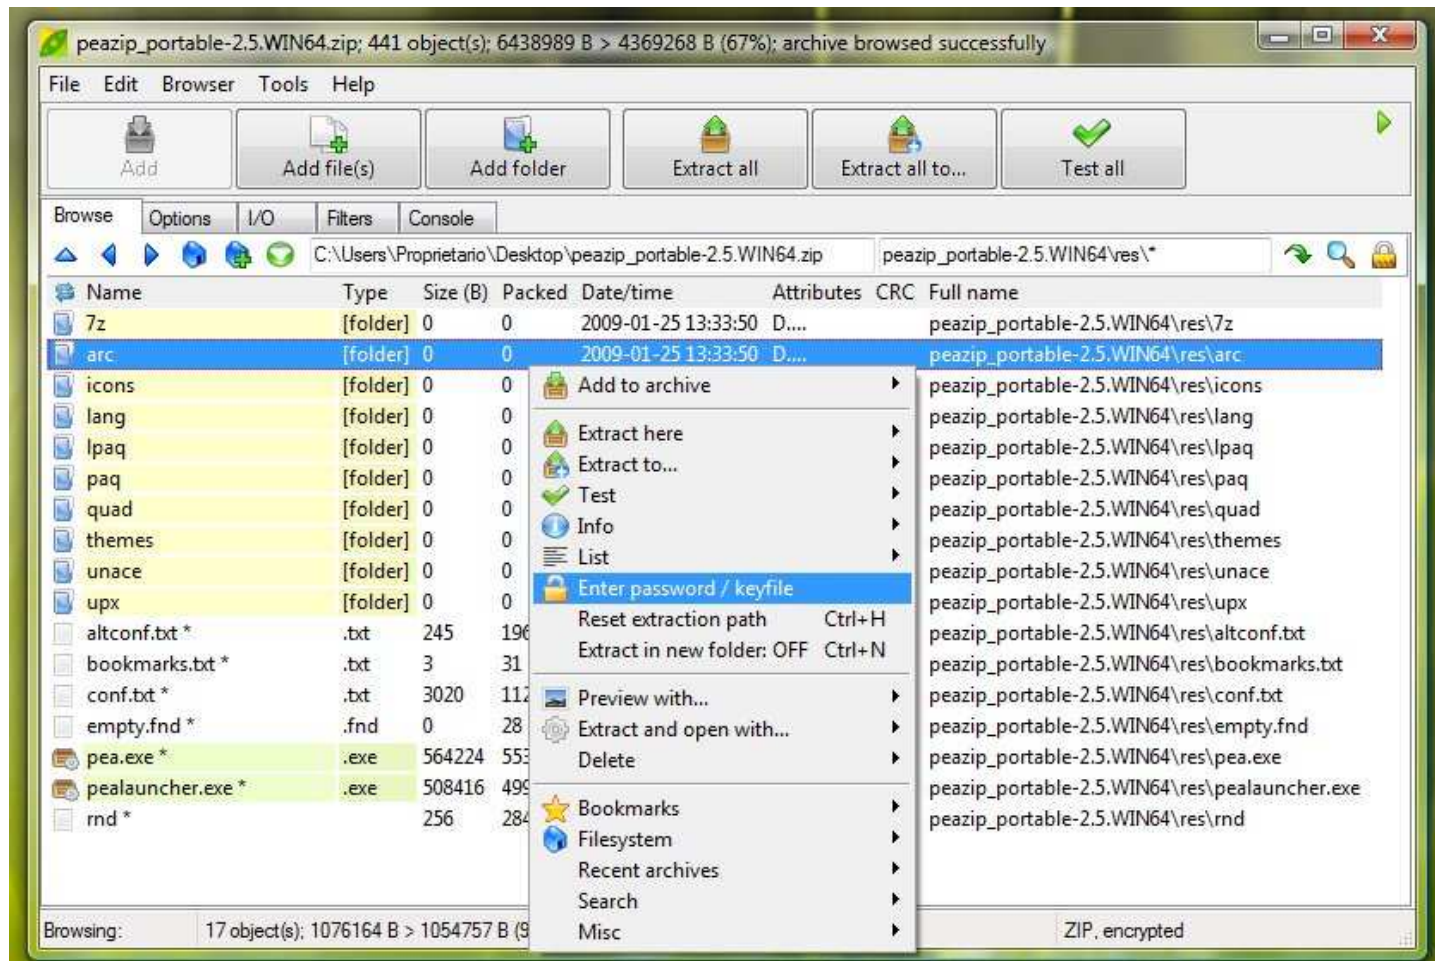 peazip_portable-2.5.WIN64.zip; 441 object(s); 6438989 B > 4369268 B (67%); archive browsed successfully
File Edit Browser Tools Help
Add Add file(s) Add folder Extract all Extract all to... Test all
Browse Options I/O Filters Console
C:\Users\Proprietario\Desktop\peazip_portable-2.5.WIN64.zip peazip_portable-2.5.WIN64\res\*
Name Type Size (B) Packed Date/time Attributes CRC Full name
7z [folder] 0 0 2009-01-25 13:33:50 D.... peazip_portable-2.5.WIN64\res\7z
arc [folder] 0 0 2009-01-25 13:33:50 D.... peazip_portable-2.5.WIN64\res\arc
icons [folder] 0 0 Add to archive peazip_portable-2.5.WIN64\res\icons
lang [folder] 0 0 peazip_portable-2.5.WIN64\res\lang
lpaq [folder] 0 0 Extract here peazip_portable-2.5.WIN64\res\lpaq
paq [folder] 0 0 Extract to... peazip_portable-2.5.WIN64\res\paq
quad [folder] 0 0 Test peazip_portable-2.5.WIN64\res\quad
themes [folder] 0 0 Info peazip_portable-2.5.WIN64\res\themes
unace [folder] 0 0 List peazip_portable-2.5.WIN64\res\unace
upx [folder] 0 0 Enter password / keyfile peazip_portable-2.5.WIN64\res\upx
altconf.txt * .txt 245 196 Reset extraction path Ctrl+H peazip_portable-2.5.WIN64\res\altconf.txt
bookmarks.txt * .txt 3 31 Extract in new folder: OFF Ctrl+N peazip_portable-2.5.WIN64\res\bookmarks.txt
conf.txt * .txt 3020 112 Preview with... peazip_portable-2.5.WIN64\res\conf.txt
empty.fnd * .fnd 0 28 Extract and open with... peazip_portable-2.5.WIN64\res\empty.fnd
pea.exe * .exe 564224 553 Delete peazip_portable-2.5.WIN64\res\pea.exe
pealauncher.exe * .exe 508416 499 peazip_portable-2.5.WIN64\res\pealauncher.exe
rnd * 256 284 Bookmarks peazip_portable-2.5.WIN64\res\rnd
Filesystem
Recent archives
Search
Browsing: 17 object(s); 1076164 B > 1054757 B (9 Misc ZIP, encrypted